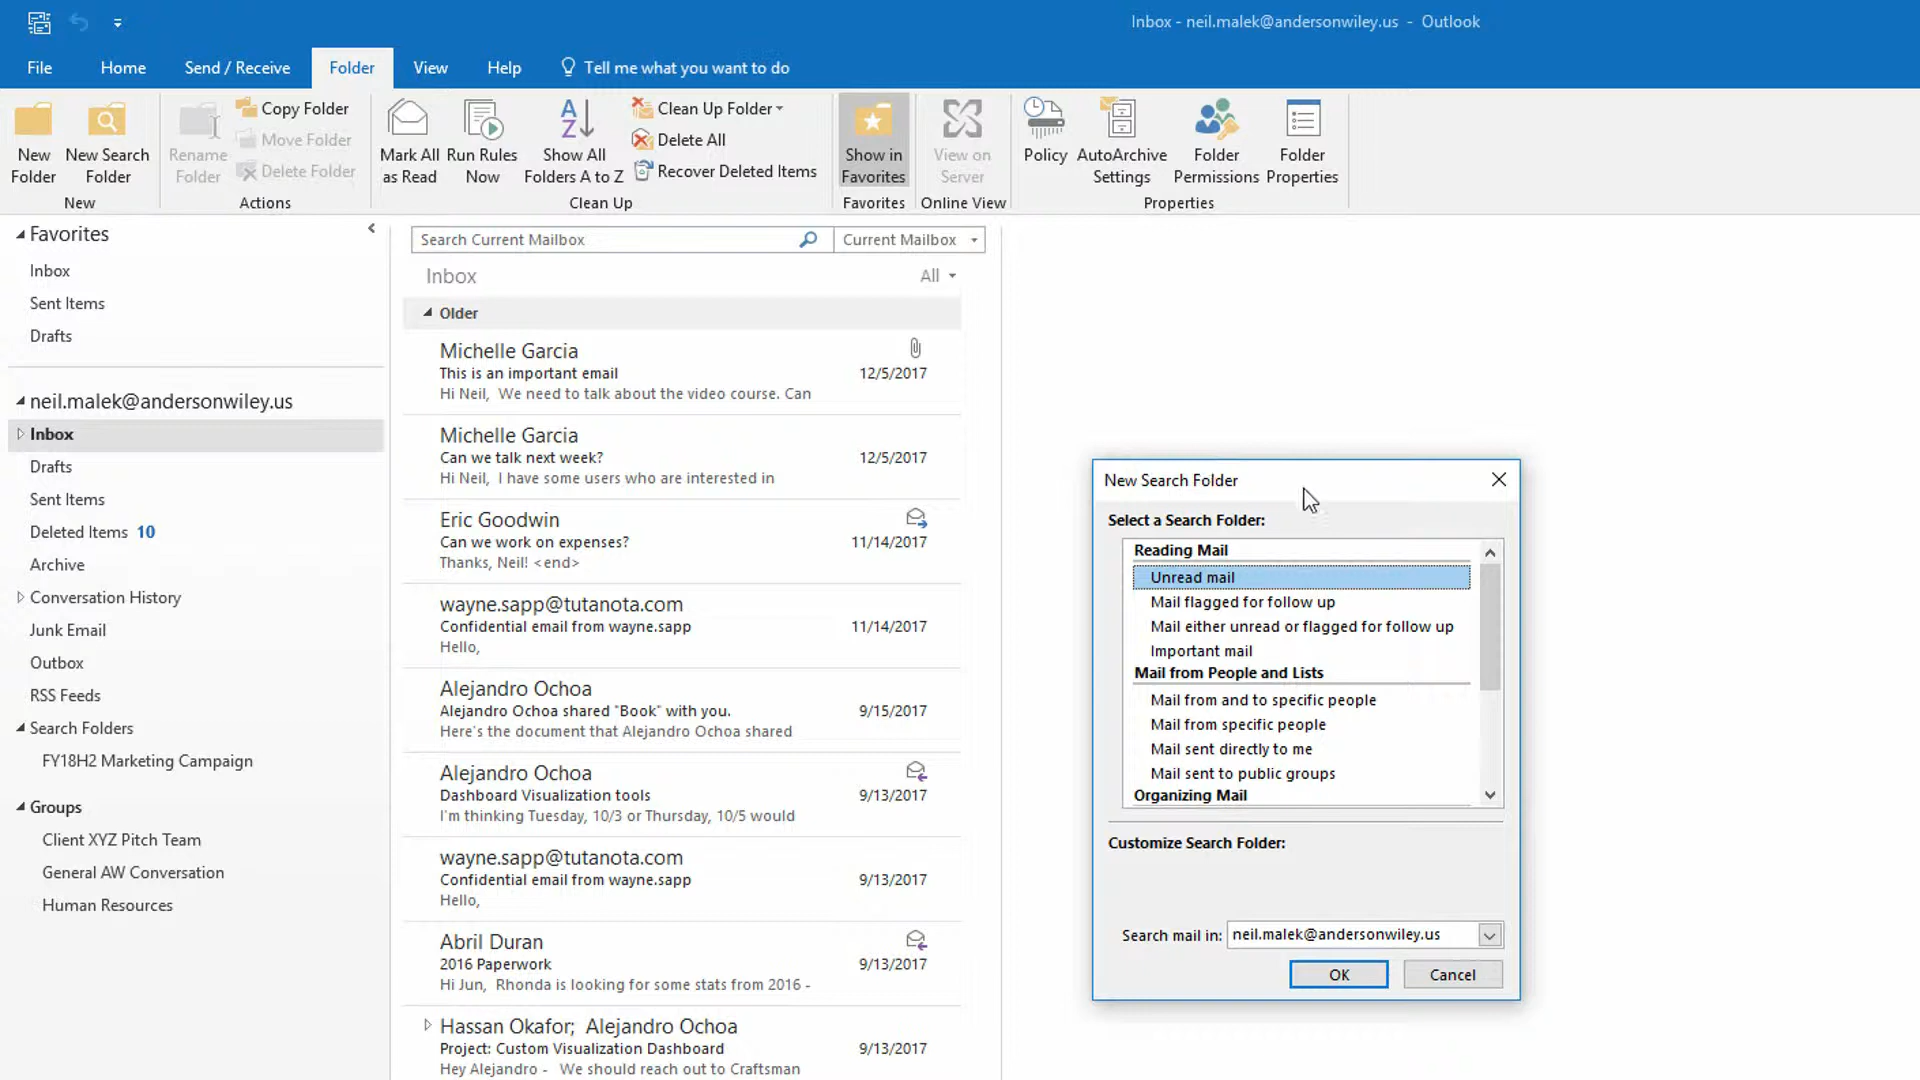 Inbox - neil.malek@andersonwiley.us - Outlook
File Home Send / Receive Folder View Help Tell me what you want to do
New Folder
New Search Folder
New
Rename Folder
Copy Folder
Move Folder
Delete Folder
Actions
Mark All as Read
Run Rules Now
Show All Folders A to Z
Clean Up Folder
Delete All
Recover Deleted Items
Clean Up
Show in Favorites
Favorites
View on Server
Online View
Policy
AutoArchive Settings
Folder Permissions
Folder Properties
Properties
Favorites
Inbox
Sent Items
Drafts
neil.malek@andersonwiley.us
Inbox
Drafts
Sent Items
Deleted Items 10
Archive
Conversation History
Junk Email
Outbox
RSS Feeds
Search Folders
FY18H2 Marketing Campaign
Groups
Client XYZ Pitch Team
General AW Conversation
Human Resources
Search Current Mailbox Current Mailbox
Inbox All
Older
Michelle Garcia
This is an important email 12/5/2017
Hi Neil, We need to talk about the video course. Can
Michelle Garcia
Can we talk next week? 12/5/2017
Hi Neil, I have some users who are interested in
Eric Goodwin
Can we work on expenses? 11/14/2017
Thanks, Neil! <end>
wayne.sapp@tutanota.com
Confidential email from wayne.sapp 11/14/2017
Hello,
Alejandro Ochoa
Alejandro Ochoa shared "Book" with you. 9/15/2017
Here's the document that Alejandro Ochoa shared
Alejandro Ochoa
Dashboard Visualization tools 9/13/2017
I'm thinking Tuesday, 10/3 or Thursday, 10/5 would
wayne.sapp@tutanota.com
Confidential email from wayne.sapp 9/13/2017
Hello,
Abril Duran
2016 Paperwork 9/13/2017
Hi Jun, Rhonda is looking for some stats from 2016 -
Hassan Okafor; Alejandro Ochoa
Project: Custom Visualization Dashboard 9/13/2017
Hey Alejandro - We should reach out to Craftsman
New Search Folder
Select a Search Folder:
Reading Mail
Unread mail
Mail flagged for follow up
Mail either unread or flagged for follow up
Important mail
Mail from People and Lists
Mail from and to specific people
Mail from specific people
Mail sent directly to me
Mail sent to public groups
Organizing Mail
Customize Search Folder:
Search mail in: neil.malek@andersonwiley.us
OK Cancel